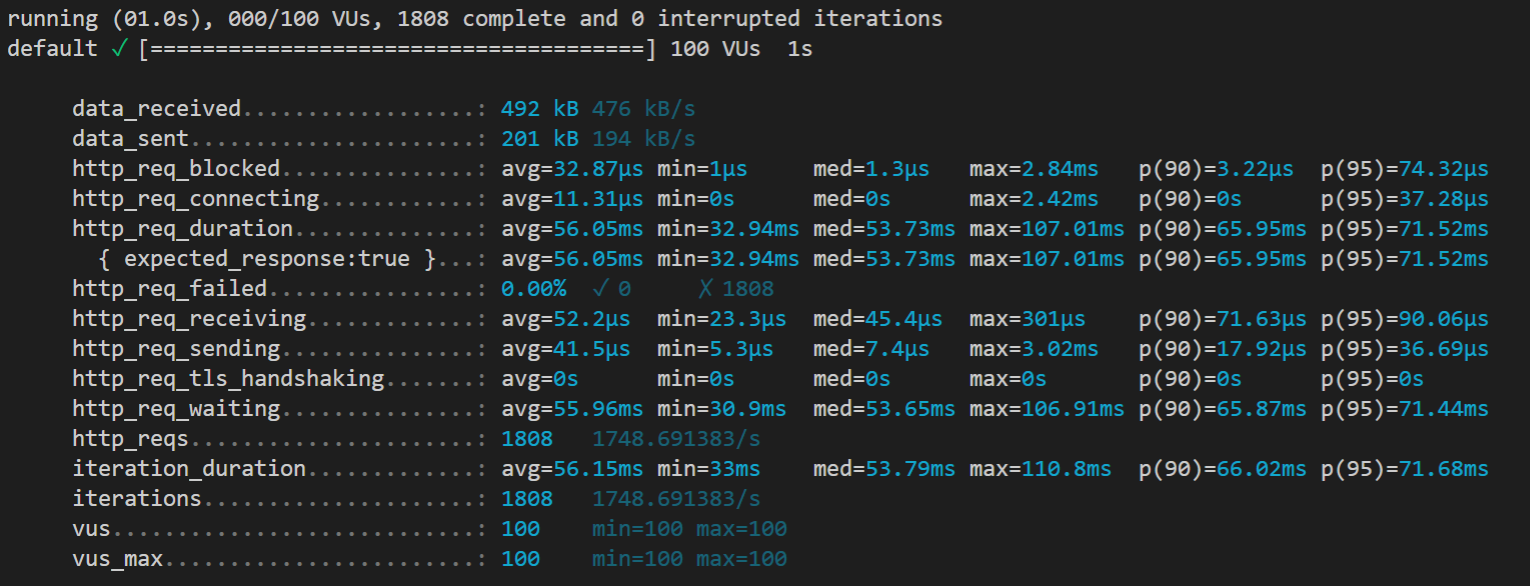 running (01.0s), 000/100 VUs, 1808 complete and 0 interrupted iterations
default ✓ [======================================] 100 VUs  1s
data_received..................: 492 kB 476 kB/s
data_sent......................: 201 kB 194 kB/s
http_req_blocked...............: avg=32.87µs min=1µs     med=1.3µs   max=2.84ms   p(90)=3.22µs  p(95)=74.32µs
http_req_connecting............: avg=11.31µs min=0s      med=0s      max=2.42ms   p(90)=0s      p(95)=37.28µs
http_req_duration..............: avg=56.05ms min=32.94ms med=53.73ms max=107.01ms p(90)=65.95ms p(95)=71.52ms
{ expected_response:true }...: avg=56.05ms min=32.94ms med=53.73ms max=107.01ms p(90)=65.95ms p(95)=71.52ms
http_req_failed................: 0.00%  ✓ 0     ✗ 1808
http_req_receiving.............: avg=52.2µs  min=23.3µs  med=45.4µs  max=301µs    p(90)=71.63µs p(95)=90.06µs
http_req_sending...............: avg=41.5µs  min=5.3µs   med=7.4µs   max=3.02ms   p(90)=17.92µs p(95)=36.69µs
http_req_tls_handshaking.......: avg=0s      min=0s      med=0s      max=0s       p(90)=0s      p(95)=0s
http_req_waiting...............: avg=55.96ms min=30.9ms  med=53.65ms max=106.91ms p(90)=65.87ms p(95)=71.44ms
http_reqs......................: 1808   1748.691383/s
iteration_duration.............: avg=56.15ms min=33ms    med=53.79ms max=110.8ms  p(90)=66.02ms p(95)=71.68ms
iterations.....................: 1808   1748.691383/s
vus............................: 100    min=100 max=100
vus_max........................: 100    min=100 max=100